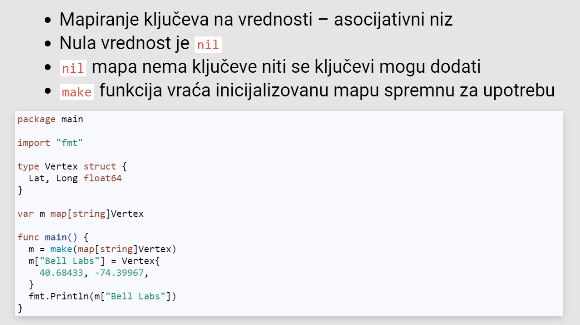 • Mapiranje ključeva na vrednosti – asocijativni niz
• Nula vrednost je nil
• nil mapa nema ključeve niti se ključevi mogu dodati
• make funkcija vraća inicijalizovanu mapu spremnu za upotrebu
package main
import "fmt"
type Vertex struct {
  Lat, Long float64
}
var m map[string]Vertex
func main() {
  m = make(map[string]Vertex)
  m["Bell Labs"] = Vertex{
    40.68433, -74.39967,
  }
  fmt.Println(m["Bell Labs"])
}